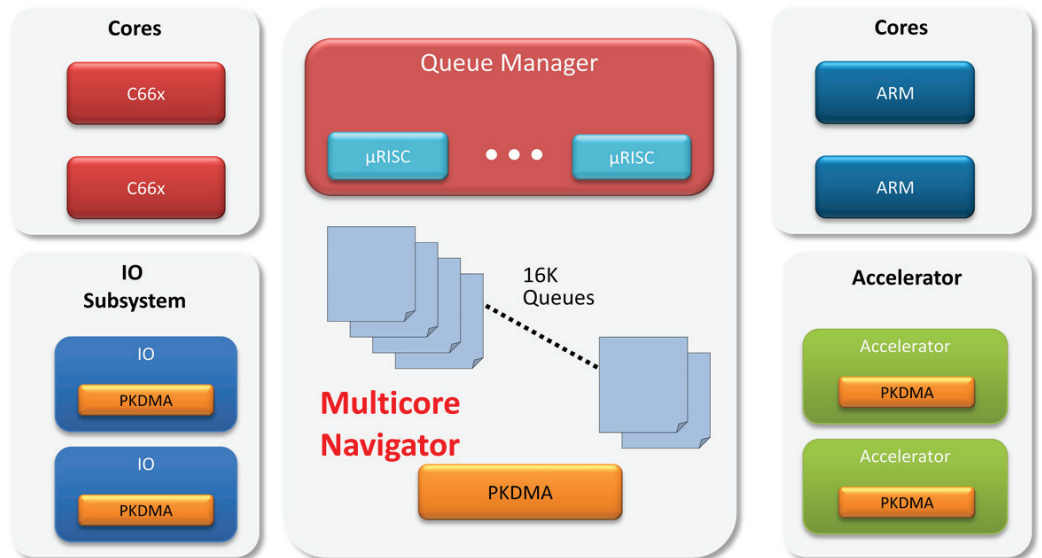 Cores
C66x
C66x
IO
Subsystem
IO
PKDMA
IO
PKDMA
Queue Manager
µRISC
µRISC
16K
Queues
Multicore
Navigator
PKDMA
Cores
ARM
ARM
Accelerator
Accelerator
PKDMA
Accelerator
PKDMA